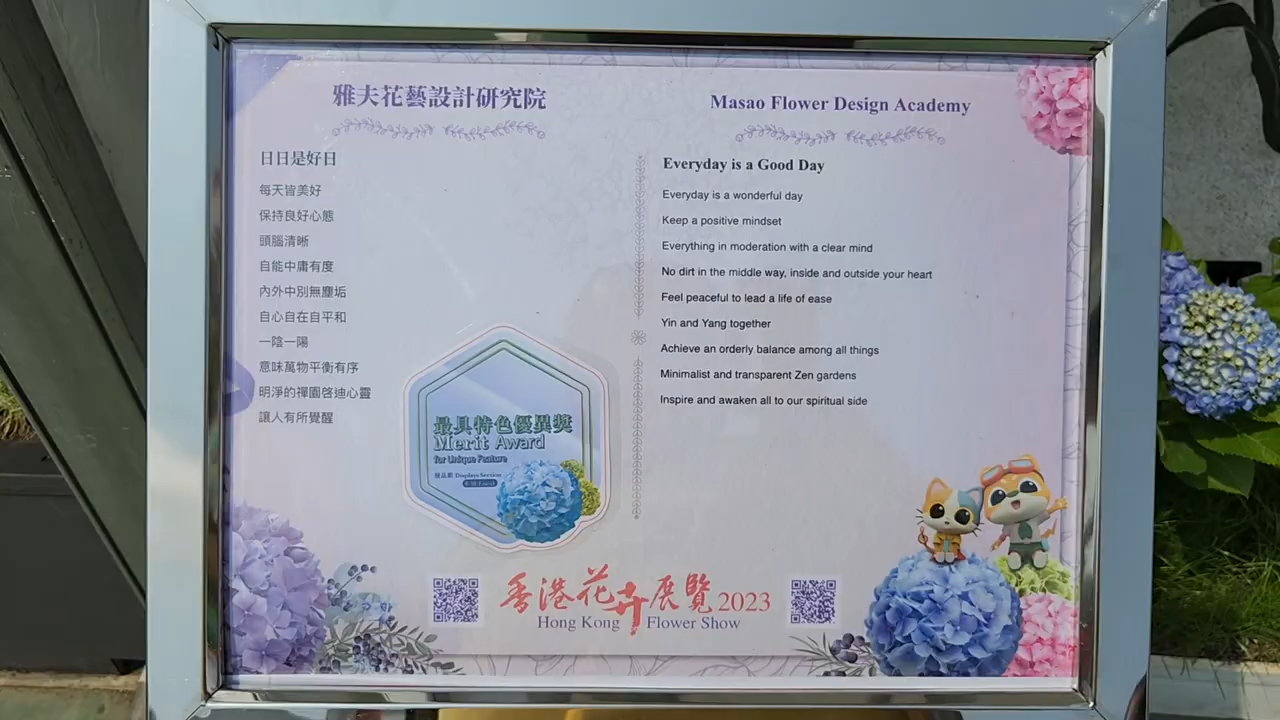 雅夫花藝設計研究院
日日是好日
每天皆美好
保持良好心態
頭腦清晰
自能中庸有度
內外中別無塵垢
自心自在自平和
一陰一陽
意味萬物平衡有序
明淨的禪園啓迪心靈
讓人有所覺醒
Masao Flower Design Academy
Everyday is a Good Day
Everyday is a wonderful day
Keep a positive mindset
Everything in moderation with a clear mind
No dirt in the middle way, inside and outside your heart
Feel peaceful to lead a life of ease
Yin and Yang together
Achieve an orderly balance among all things
Minimalist and transparent Zen gardens
Inspire and awaken all to our spiritual side
最具特色優異獎
Merit Award
for Unique Feature
Displays Section
香港花卉展覽2023
Hong Kong Flower Show